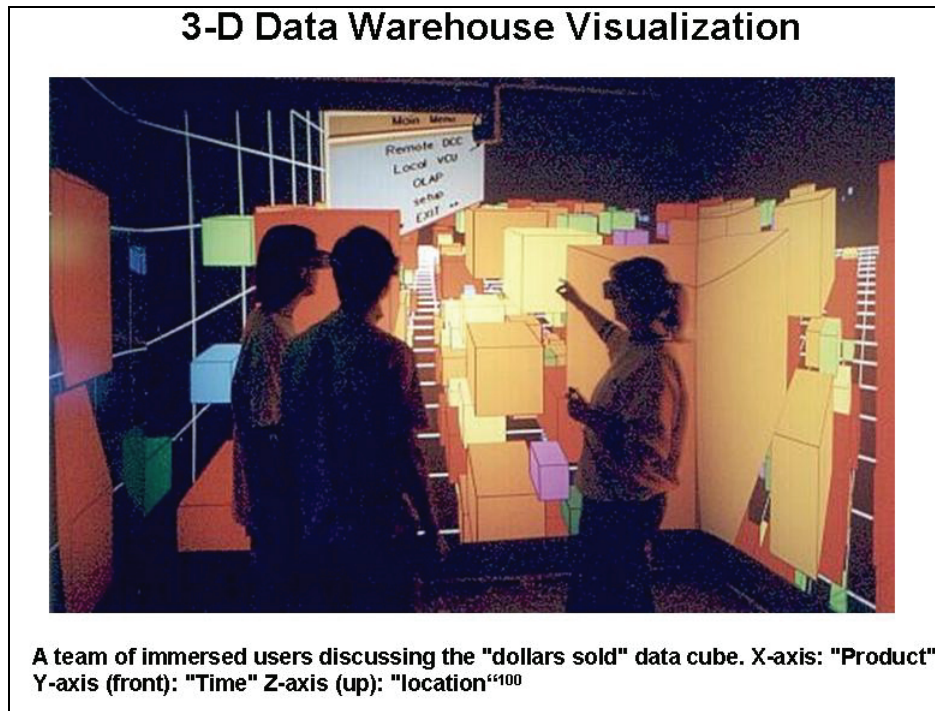 3-D Data Warehouse Visualization
Main Menu
Remote DCC
Local VCU
OLAP
setup
EXIT
A team of immersed users discussing the "dollars sold" data cube. X-axis: "Product"
Y-axis (front): "Time" Z-axis (up): "location“¹⁰⁰